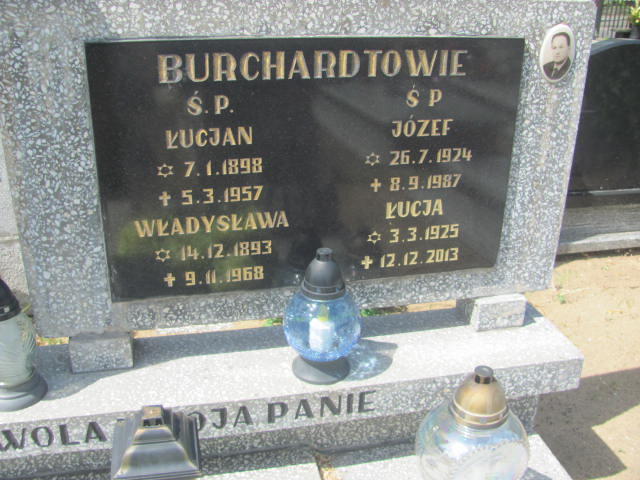 BURCHARDTOWIE
Ś.P.
ŁUCJAN
✡ 7.1.1898
✝ 5.3.1957
WŁADYSŁAWA
✡ 14.12.1893
✝ 9.11.1968
Ś P
JÓZEF
✡ 26.7.1924
✝ 8.9.1987
ŁUCJA
✡ 3.3.1925
✝ 12.12.2013
WOLA PANIE